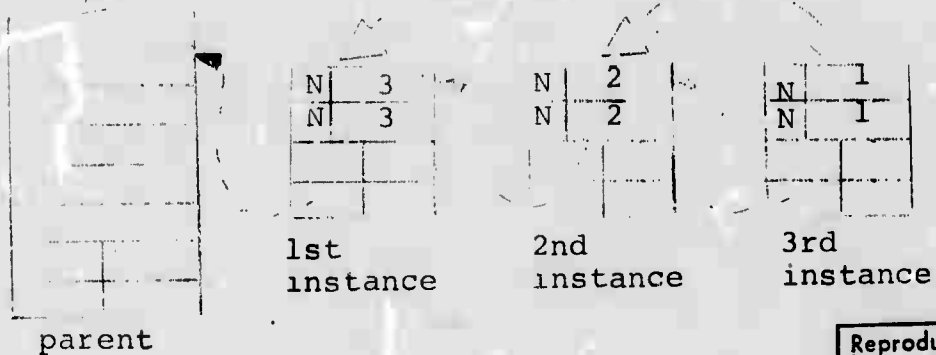 N 3 N 2 N 1
N 3 N 2 N 1
1st 2nd 3rd
instance instance instance
parent
Reprodu